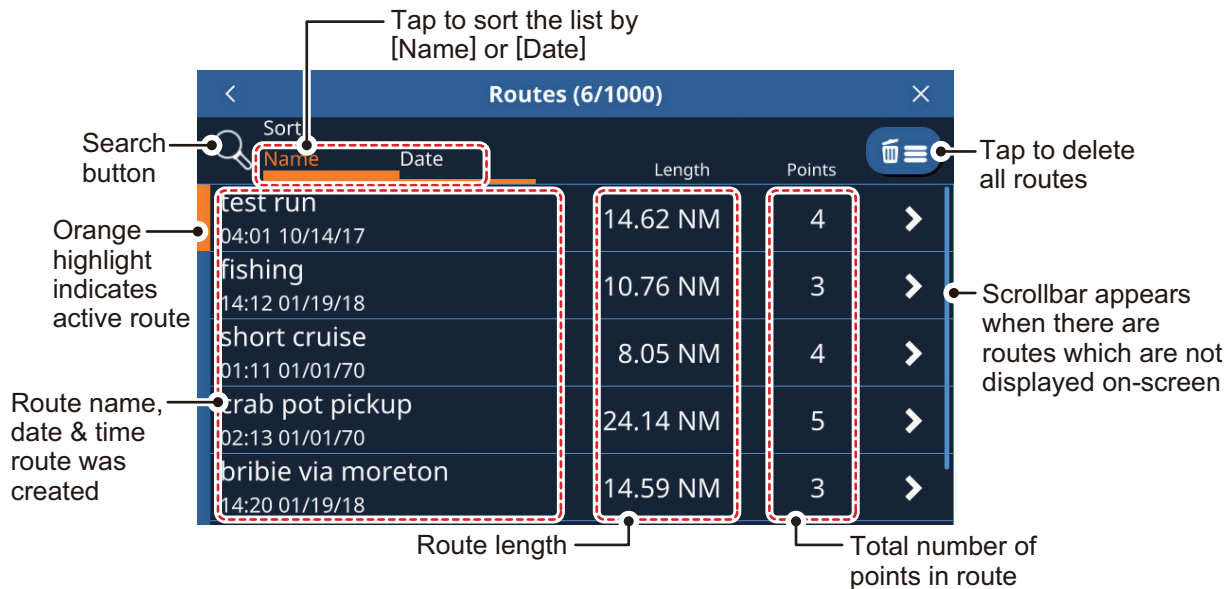 Tap to sort the list by
[Name] or [Date]
Routes (6/1000)
Search
button
Sort
Name Date
Length Points
Tap to delete
all routes
Orange
highlight
indicates
active route
test run
04:01 10/14/17
14.62 NM 4
fishing
14:12 01/19/18
10.76 NM 3
short cruise
01:11 01/01/70
8.05 NM 4
crab pot pickup
02:13 01/01/70
24.14 NM 5
bribie via moreton
14:20 01/19/18
14.59 NM 3
Scrollbar appears
when there are
routes which are not
displayed on-screen
Route name,
date & time
route was
created
Route length
Total number of
points in route